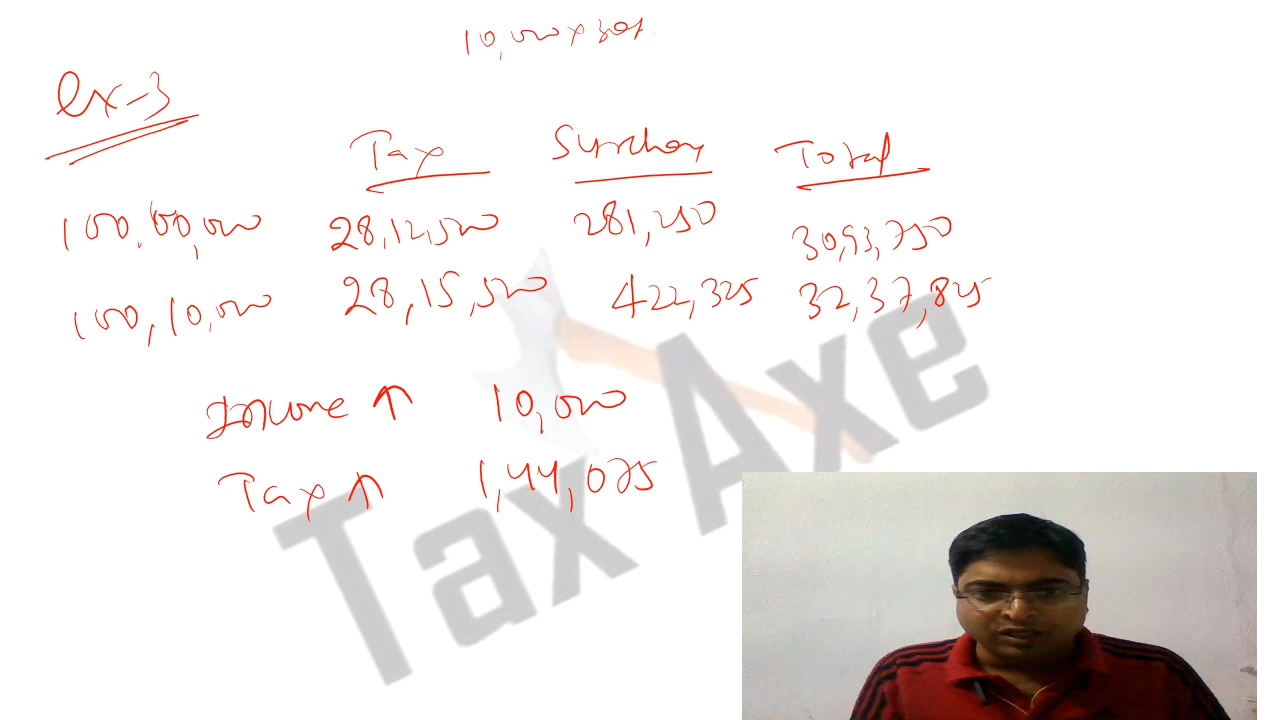 10,000 x 30%
Ex-3
Tax Surcharge Total
100,00,000 28,12,500 281,250 30,93,750
100,10,000 28,15,500 422,325 32,37,825
Income ↑ 10,000
Tax ↑ 1,44,075
Tax Axe